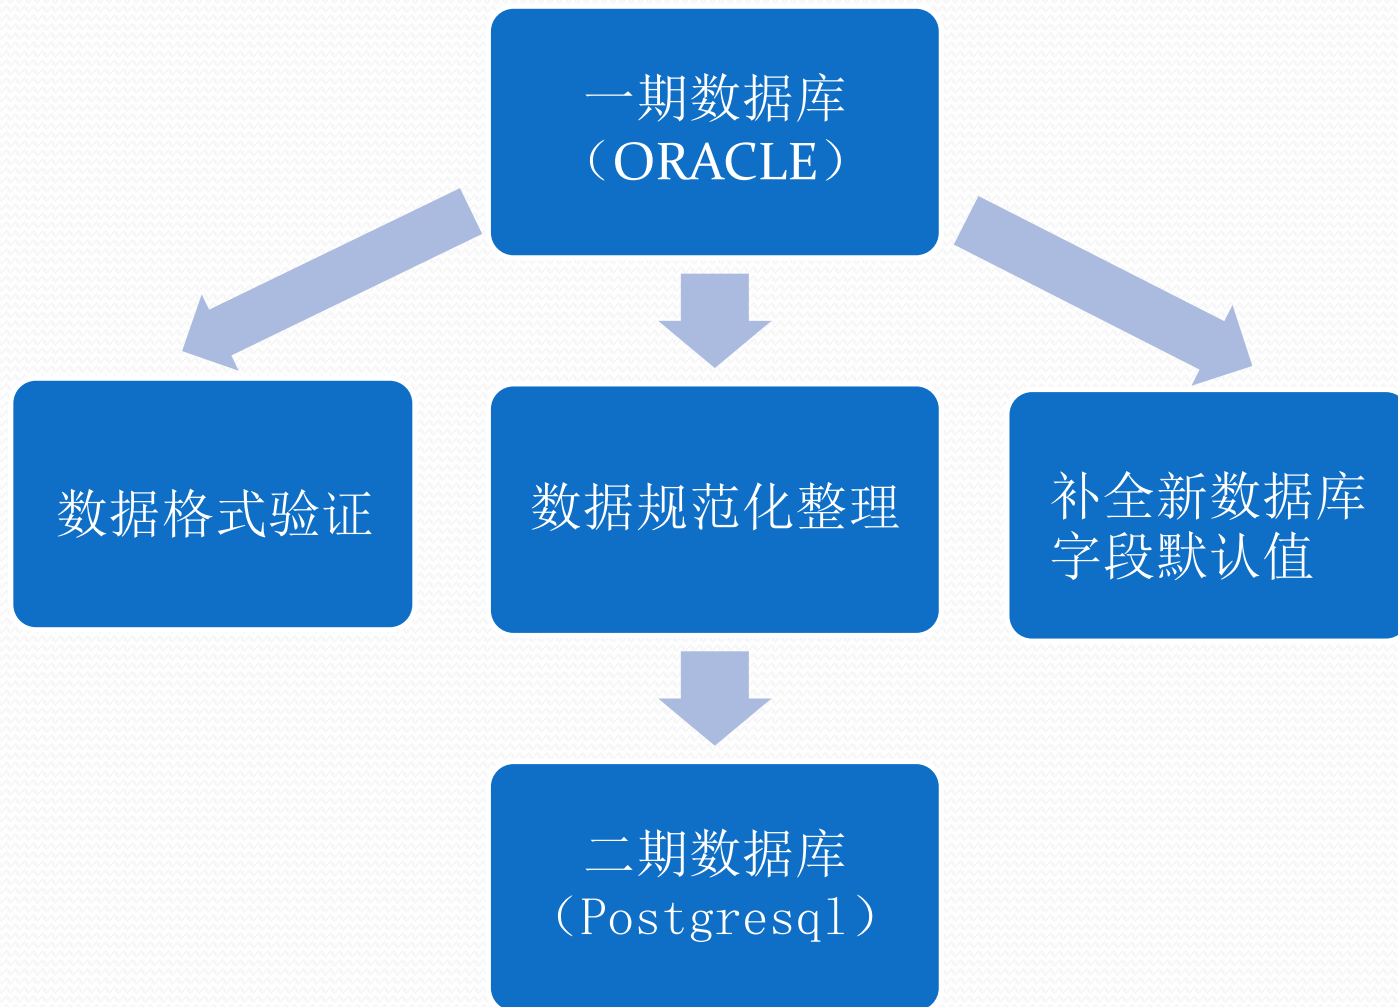 一期数据库
（ORACLE）
数据格式验证
数据规范化整理
补全新数据库
字段默认值
二期数据库
（Postgresql）